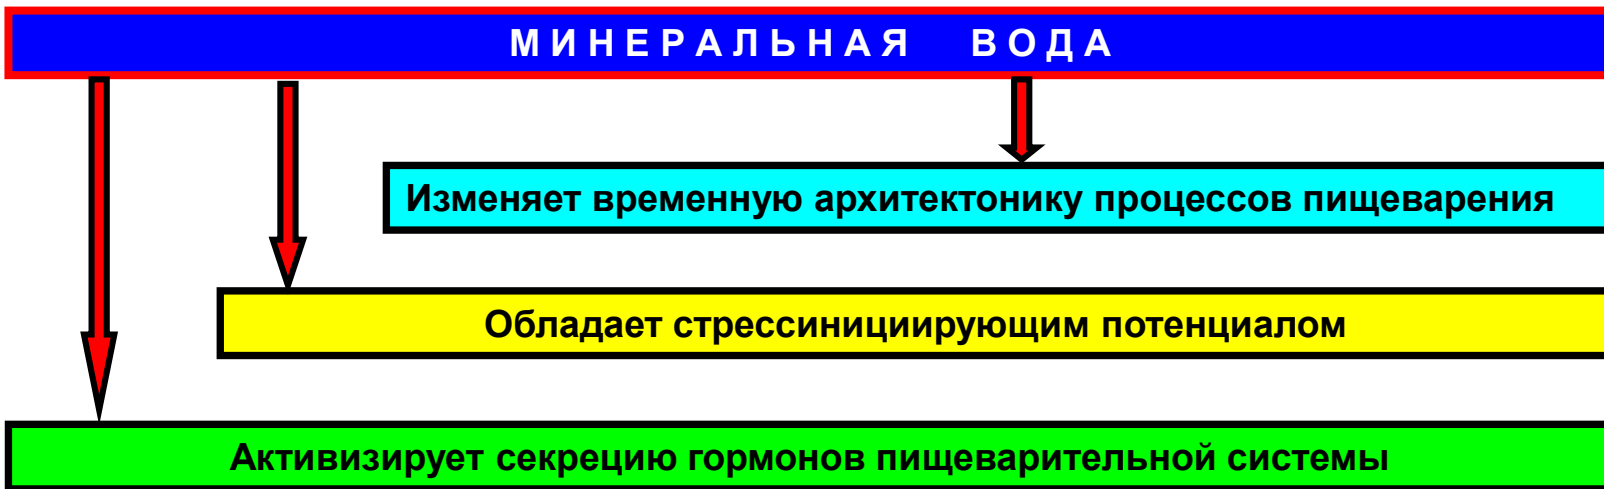 МИНЕРАЛЬНАЯ ВОДА
Изменяет временную архитектонику процессов пищеварения
Обладает стрессинициирующим потенциалом
Активизирует секрецию гормонов пищеварительной системы